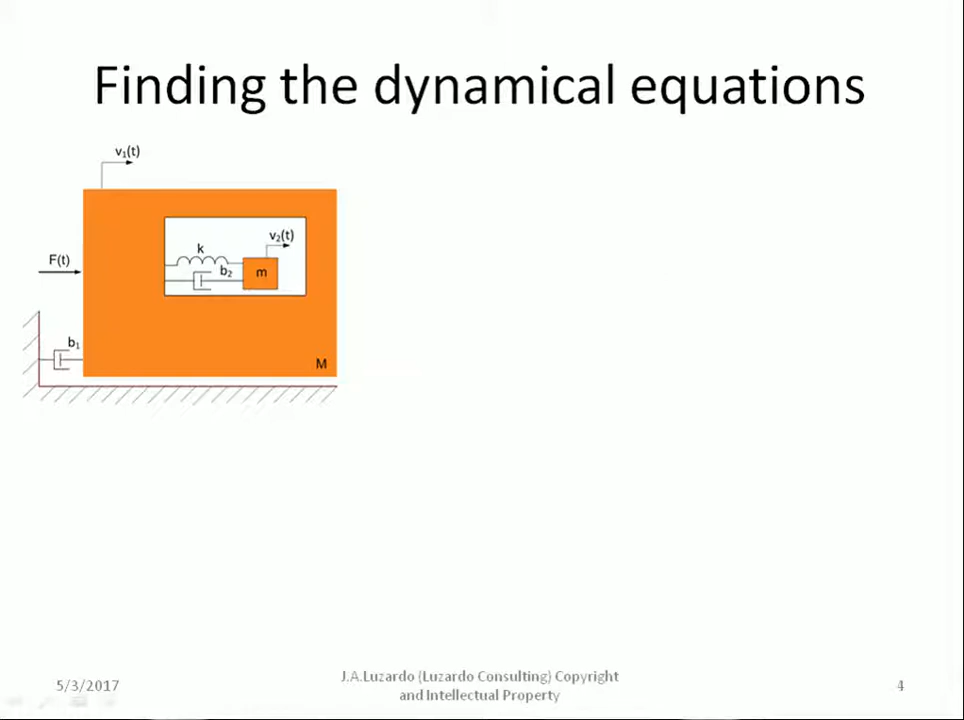 Finding the dynamical equations
v₁(t)
v₂(t)
k
F(t)
b₂
m
b₁
M
5/3/2017
J.A.Luzardo (Luzardo Consulting) Copyright
and Intellectual Property
4